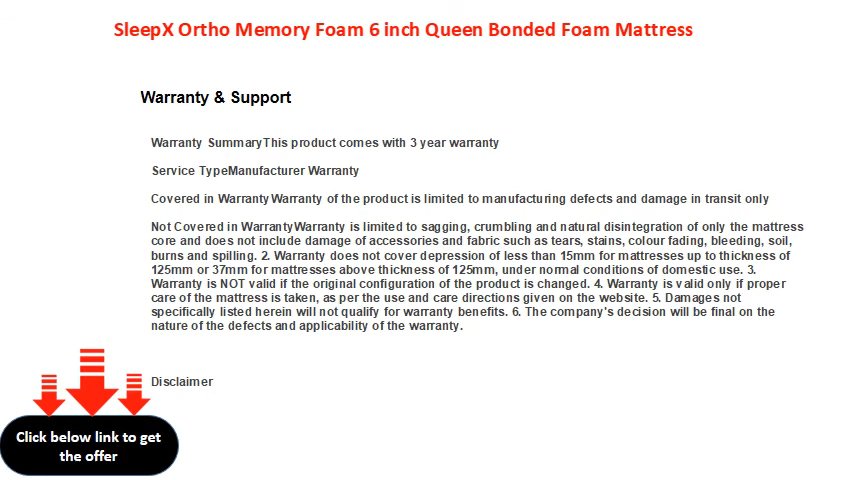 SleepX Ortho Memory Foam 6 inch Queen Bonded Foam Mattress
Warranty & Support
Warranty SummaryThis product comes with 3 year warranty
Service TypeManufacturer Warranty
Covered in WarrantyWarranty of the product is limited to manufacturing defects and damage in transit only
Not Covered in WarrantyWarranty is limited to sagging, crumbling and natural disintegration of only the mattress
core and does not include damage of accessories and fabric such as tears, stains, colour fading, bleeding, soil,
burns and spilling. 2. Warranty does not cover depression of less than 15mm for mattresses up to thickness of
125mm or 37mm for mattresses above thickness of 125mm, under normal conditions of domestic use. 3.
Warranty is NOT valid if the original configuration of the product is changed. 4. Warranty is valid only if proper
care of the mattress is taken, as per the use and care directions given on the website. 5. Damages not
specifically listed herein will not qualify for warranty benefits. 6. The company's decision will be final on the
nature of the defects and applicability of the warranty.
Disclaimer
Click below link to get
the offer